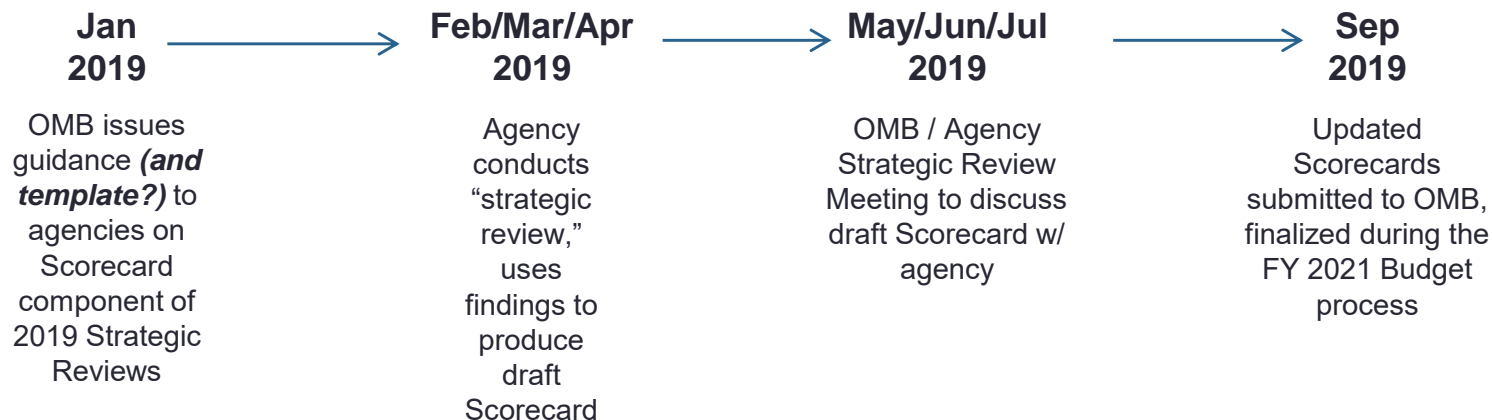 Jan
2019
OMB issues
guidance (and
template?) to
agencies on
Scorecard
component of
2019 Strategic
Reviews
Feb/Mar/Apr
2019
Agency
conducts
“strategic
review,”
uses
findings to
produce
draft
Scorecard
May/Jun/Jul
2019
OMB / Agency
Strategic Review
Meeting to discuss
draft Scorecard w/
agency
Sep
2019
Updated
Scorecards
submitted to OMB,
finalized during the
FY 2021 Budget
process